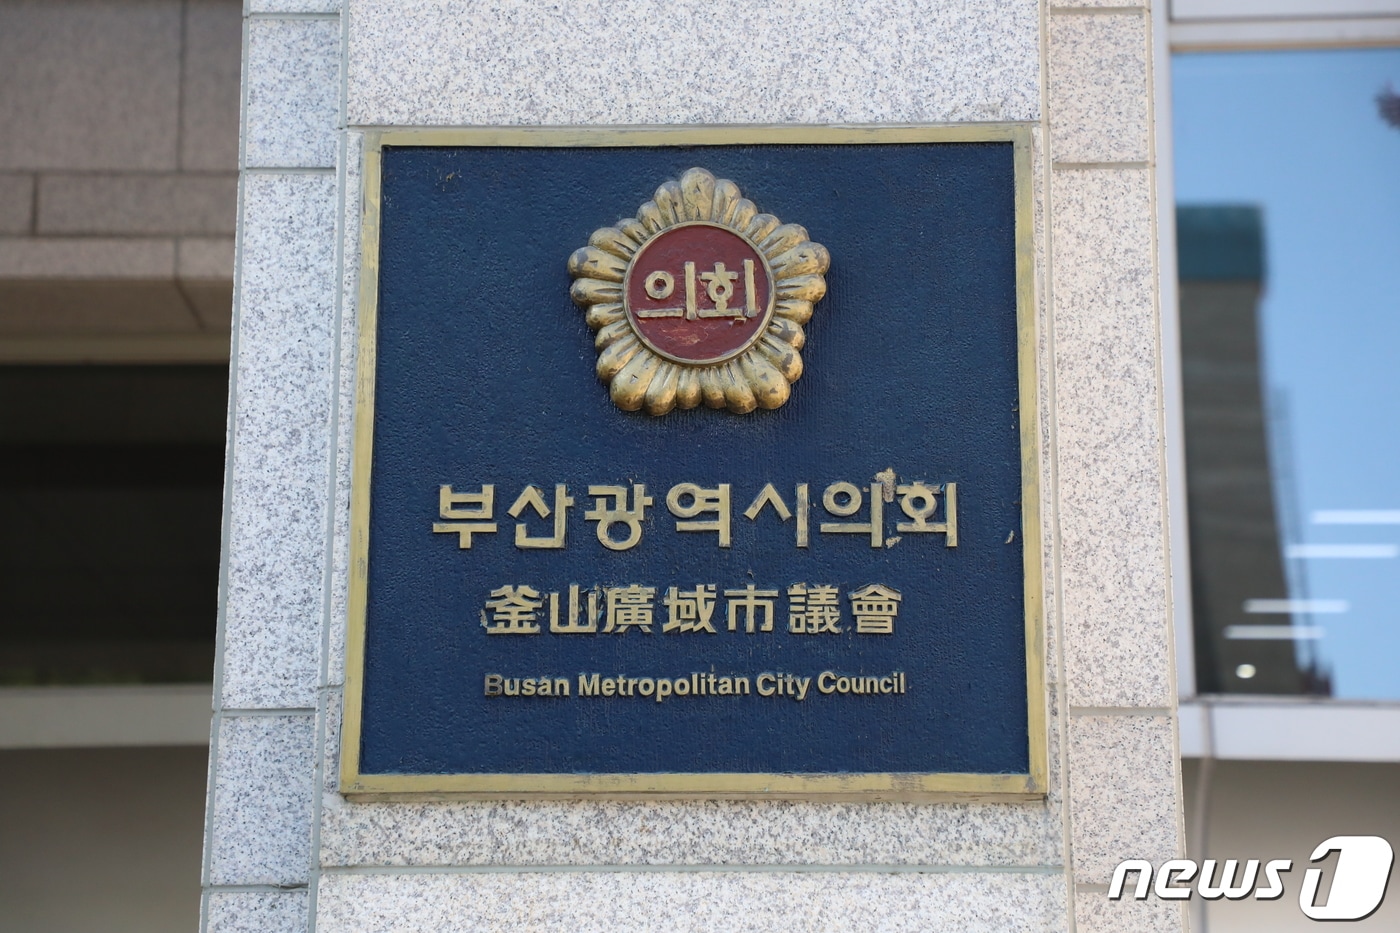 의회
부산광역시의회
釜山廣域市議會
Busan Metropolitan City Council
news1